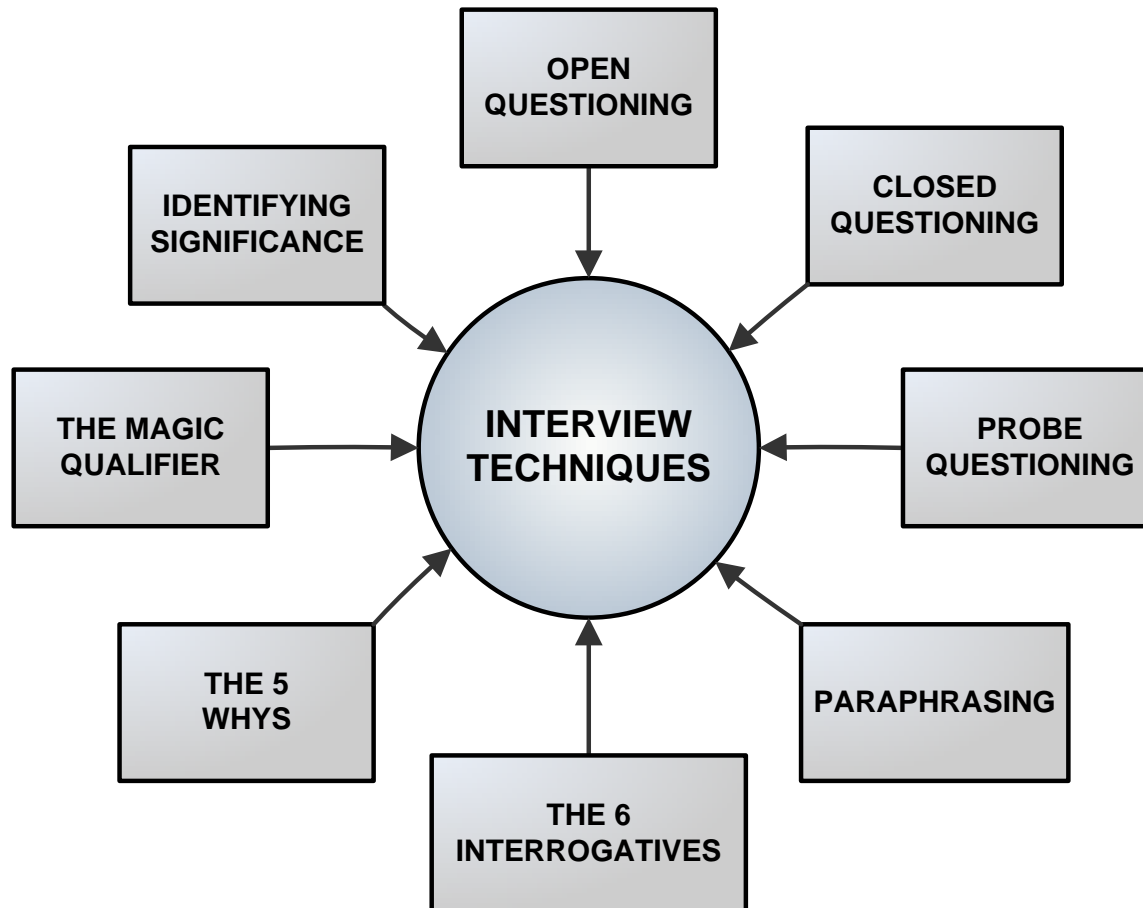 OPEN
QUESTIONING
CLOSED
QUESTIONING
PROBE
QUESTIONING
PARAPHRASING
THE 6
INTERROGATIVES
THE 5
WHYS
THE MAGIC
QUALIFIER
IDENTIFYING
SIGNIFICANCE
INTERVIEW
TECHNIQUES